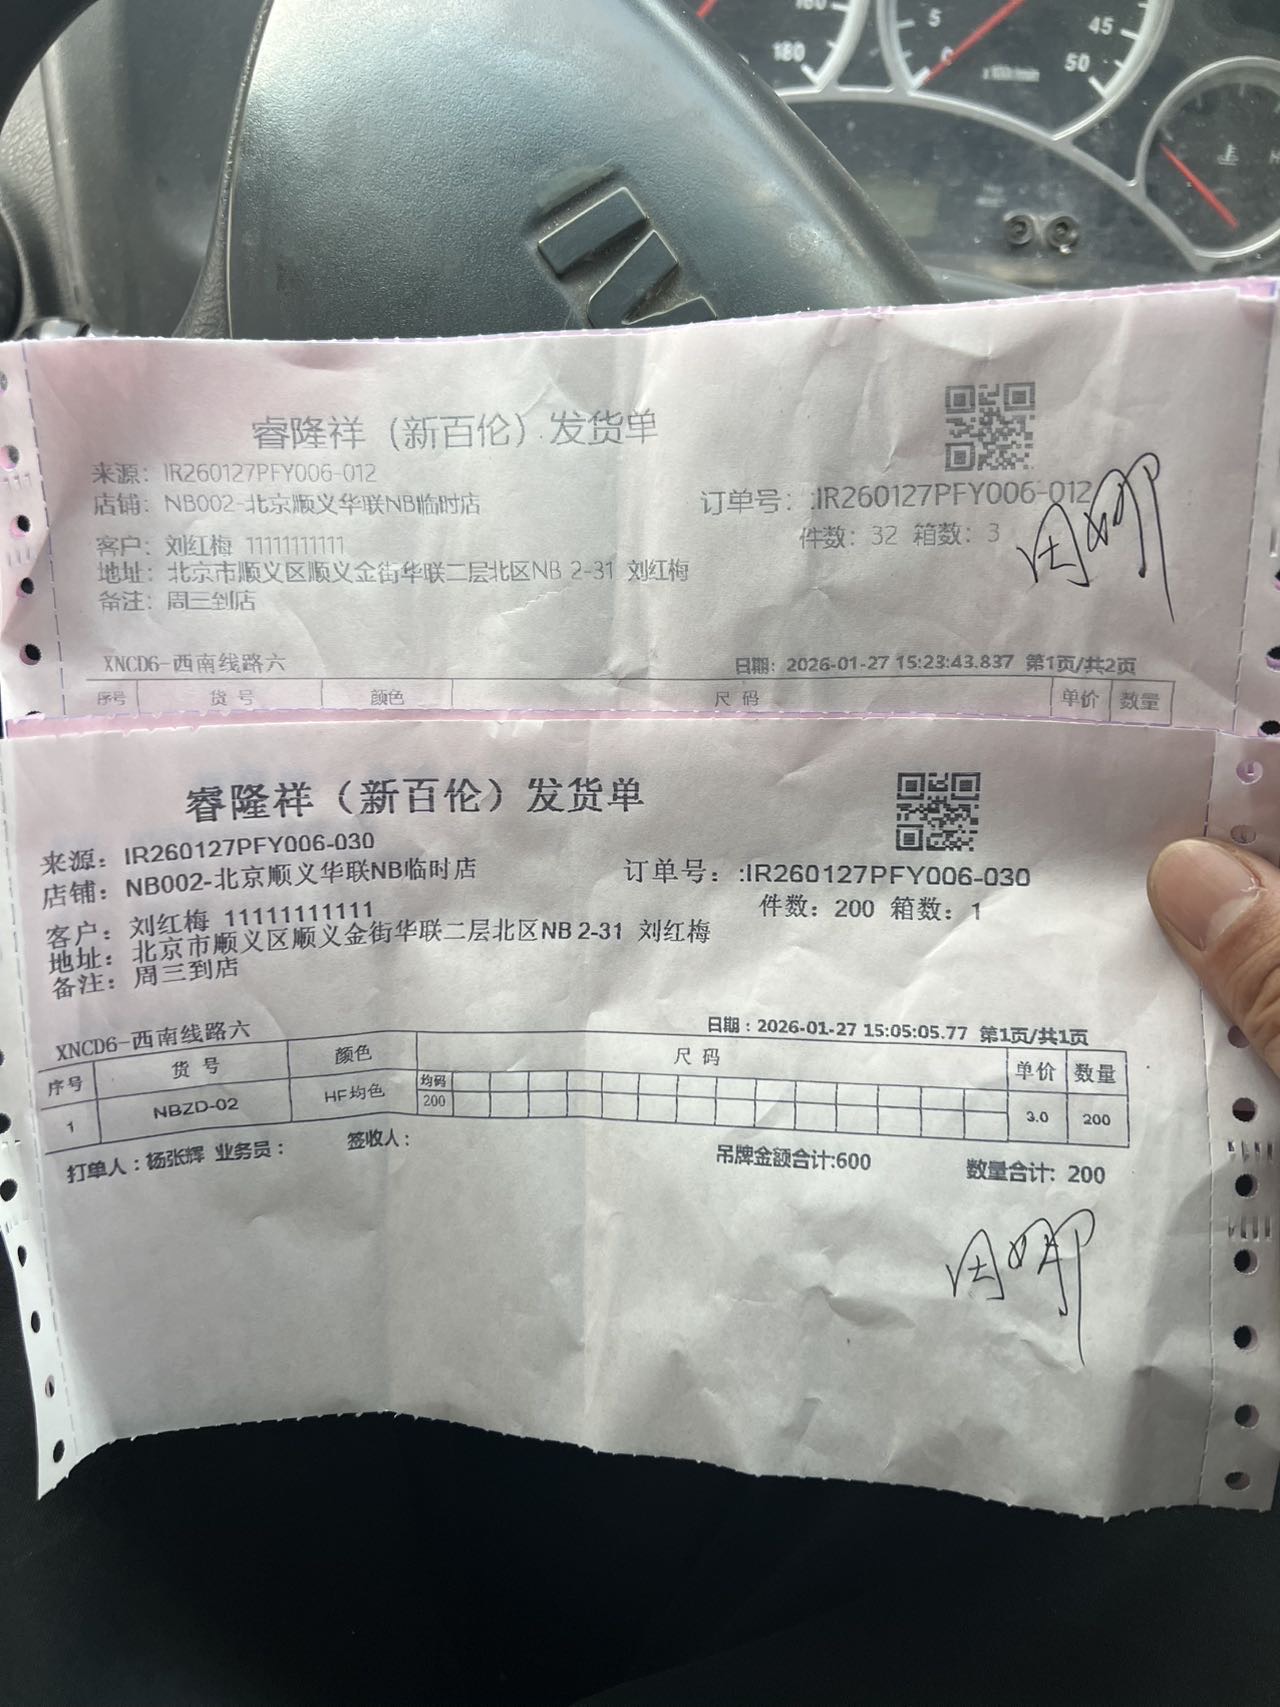 160
180
5
0
x100r/min
45
50
睿隆祥（新百伦）发货单
来源：IR260127PFY006-012
店铺：NB002-北京顺义华联NB临时店
订单号：:IR260127PFY006-012
件数：32 箱数：3
客户：刘红梅 11111111111
地址：北京市顺义区顺义金街华联二层北区NB 2-31 刘红梅
备注：周三到店
XNCD6-西南线路六
日期：2026-01-27 15:23:43.837 第1页/共2页
序号 货号 颜色 尺码 单价 数量
睿隆祥（新百伦）发货单
来源：IR260127PFY006-030
店铺：NB002-北京顺义华联NB临时店
订单号：:IR260127PFY006-030
件数：200 箱数：1
客户：刘红梅 11111111111
地址：北京市顺义区顺义金街华联二层北区NB 2-31 刘红梅
备注：周三到店
XNCD6-西南线路六
日期：2026-01-27 15:05:05.77 第1页/共1页
序号 货号 颜色 尺码 单价 数量
均码
1 NBZD-02 HF均色 200 3.0 200
打单人：杨张辉 业务员： 签收人： 吊牌金额合计:600 数量合计: 200